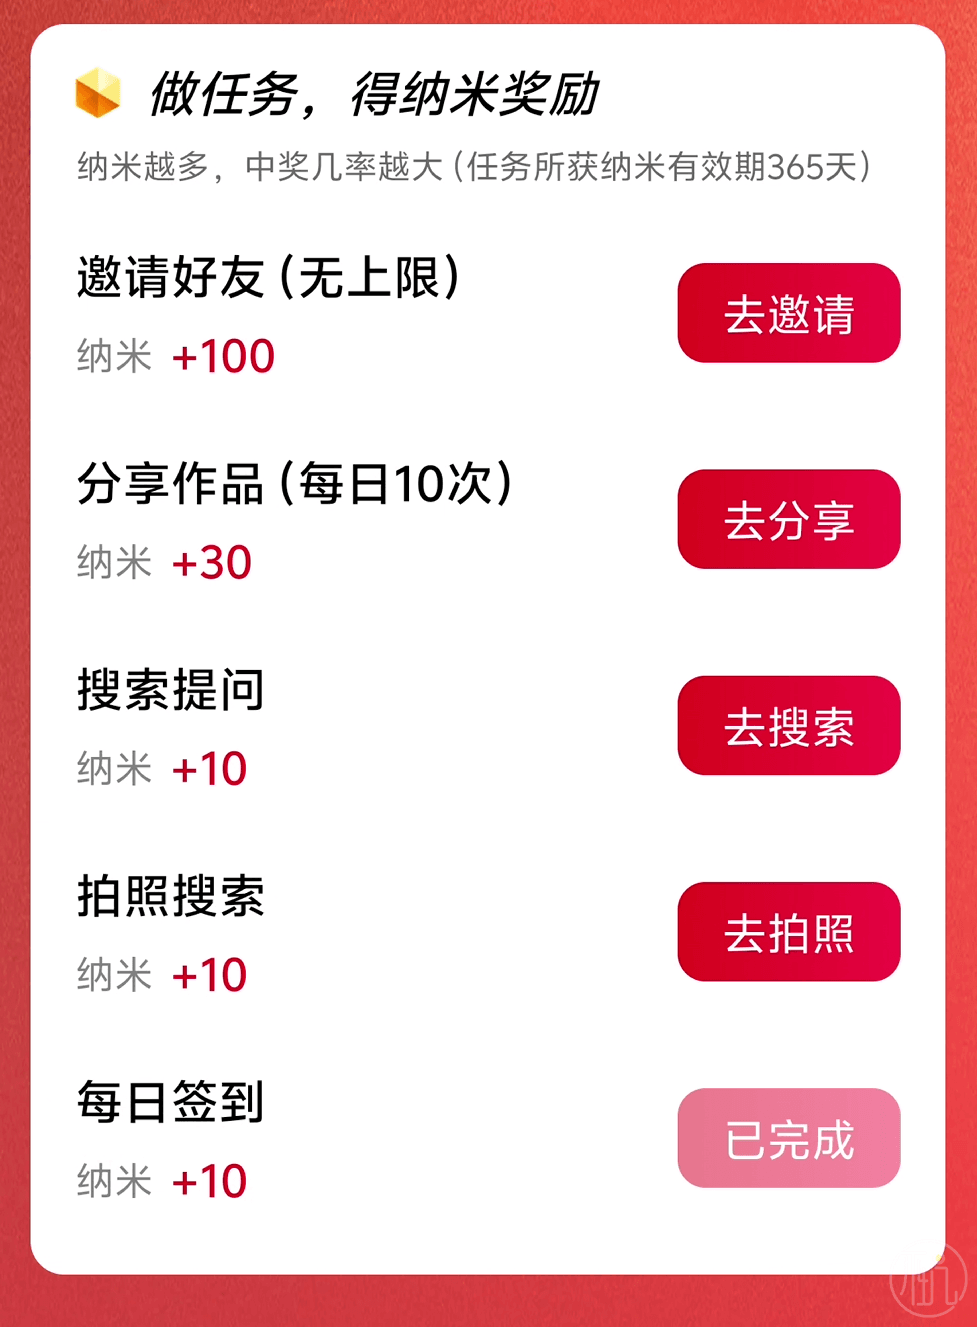 做任务，得纳米奖励
纳米越多，中奖几率越大（任务所获纳米有效期365天）
邀请好友（无上限）
去邀请
纳米 +100
分享作品（每日10次）
去分享
纳米 +30
搜索提问
去搜索
纳米 +10
拍照搜索
去拍照
纳米 +10
每日签到
已完成
纳米 +10